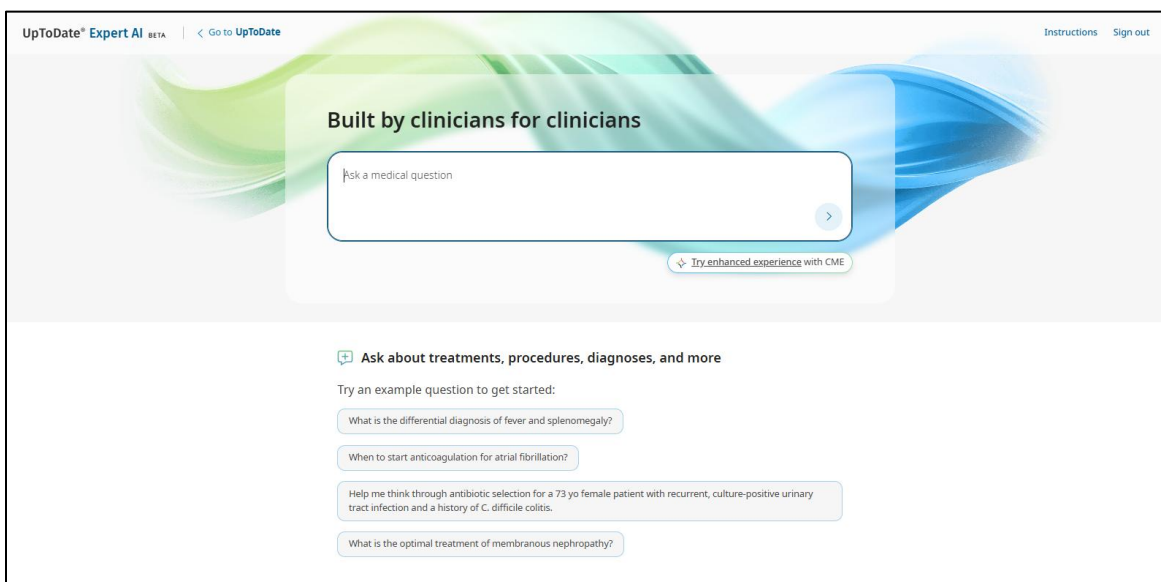 UpToDate® Expert AI BETA < Go to UpToDate Instructions Sign out
Built by clinicians for clinicians
Ask a medical question
Try enhanced experience with CME
Ask about treatments, procedures, diagnoses, and more
Try an example question to get started:
What is the differential diagnosis of fever and splenomegaly?
When to start anticoagulation for atrial fibrillation?
Help me think through antibiotic selection for a 73 yo female patient with recurrent, culture-positive urinary
tract infection and a history of C. difficile colitis.
What is the optimal treatment of membranous nephropathy?